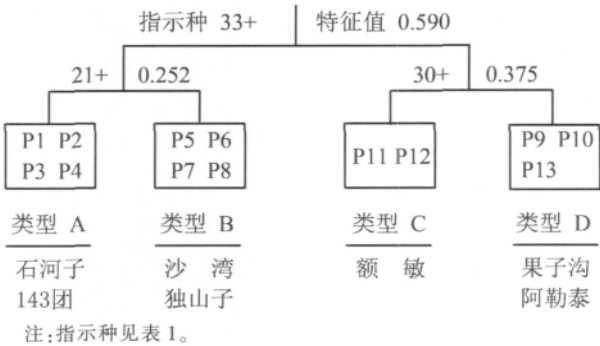 指示种 33+ 特征值 0.590
21+ 0.252 30+ 0.375
P1 P2 P5 P6 P11 P12 P9 P10
P3 P4 P7 P8 P13
类型 A 类型 B 类型 C 类型 D
石河子 沙 湾 额 敏 果子沟
143团 独山子 阿勒泰
注:指示种见表1。